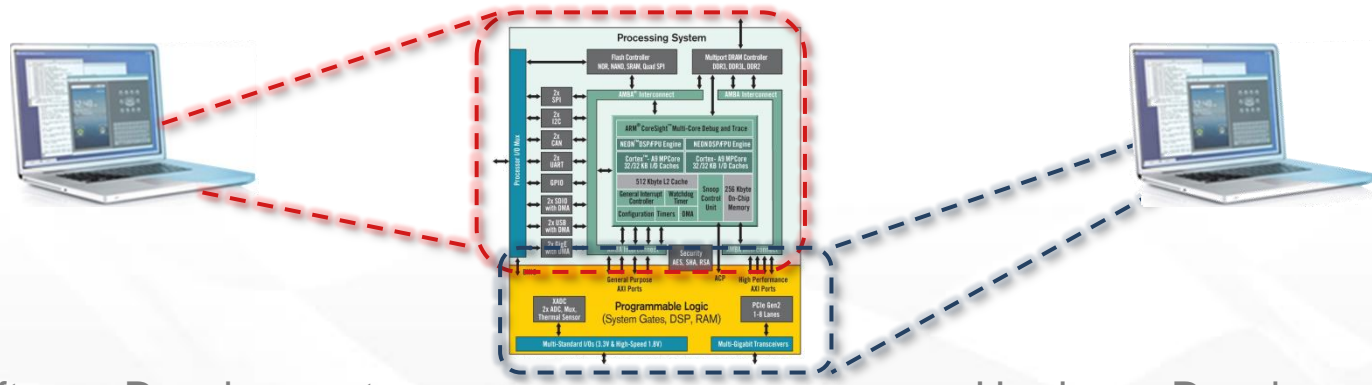 Processing System
Flash Controller
NOR, NAND, SRAM, Quad SPI
Multiport DRAM Controller
DDR3, DDR3L, DDR2
Processor I/O Mux
2x
SPI
2x
I2C
2x
CAN
2x
UART
GPIO
2x SDIO
with DMA
2x USB
with DMA
2x GigE
with DMA
AMBA® Interconnect
AMBA Interconnect
ARM® CoreSight™ Multi-Core Debug and Trace
NEON™ DSP/FPU Engine
NEON DSP/FPU Engine
Cortex™- A9 MPCore
32/32 KB I/D Caches
Cortex- A9 MPCore
32/32 KB I/D Caches
512 Kbyte L2 Cache
General Interrupt
Controller
Watchdog
Timer
Configuration
Timers
DMA
Snoop
Control
Unit
256 Kbyte
On-Chip
Memory
Security
AES, SHA, RSA
General Purpose
AXI Ports
ACP
High Performance
AXI Ports
XADC
2x ADC, Mux,
Thermal Sensor
Programmable Logic
(System Gates, DSP, RAM)
PCIe Gen2
1-8 Lanes
Multi-Standard I/Os (3.3V & High-Speed 1.8V)
Multi-Gigabit Transceivers